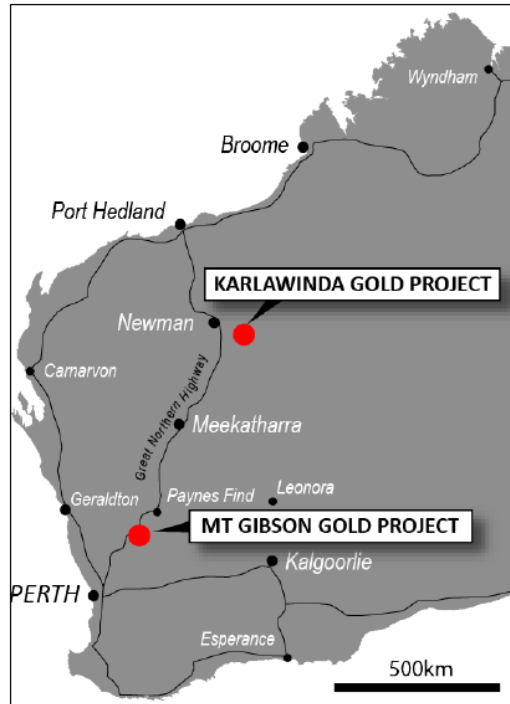 Wyndham
Broome
Port Hedland
KARLAWINDA GOLD PROJECT
Newman
Carnarvon
Great Northern Highway
Meekatharra
Geraldton
Paynes Find
Leonora
MT GIBSON GOLD PROJECT
Kalgoorlie
PERTH
Esperance
500km